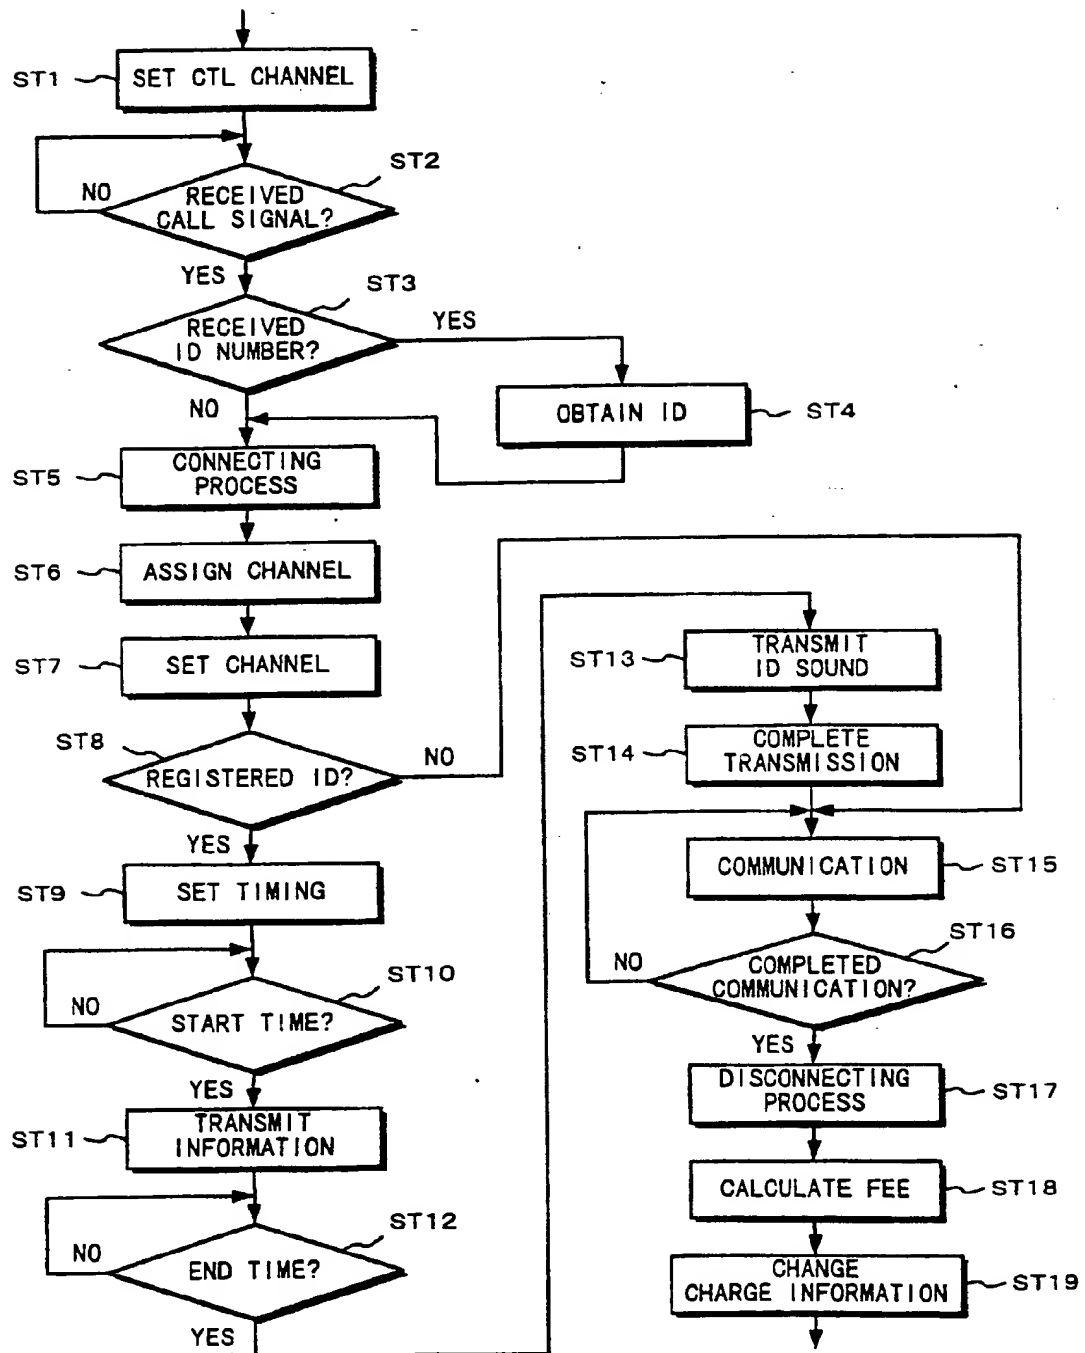 ST1
SET CTL CHANNEL
ST2
NO
RECEIVED
CALL SIGNAL?
YES
ST3
RECEIVED
ID NUMBER?
YES
NO
OBTAIN ID
ST4
ST5
CONNECTING
PROCESS
ST6
ASSIGN CHANNEL
ST7
SET CHANNEL
ST8
REGISTERED ID?
NO
YES
ST9
SET TIMING
ST10
NO
START TIME?
YES
ST11
TRANSMIT
INFORMATION
ST12
NO
END TIME?
YES
ST13
TRANSMIT
ID SOUND
ST14
COMPLETE
TRANSMISSION
COMMUNICATION
ST15
ST16
NO
COMPLETED
COMMUNICATION?
YES
DISCONNECTING
PROCESS
ST17
CALCULATE FEE
ST18
CHANGE
CHARGE INFORMATION
ST19